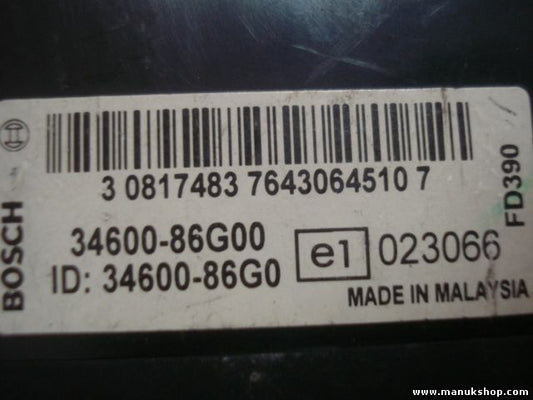 BOSCH
3 0817483 7643064510 7
34600-86G00
ID: 34600-86G0
e1 023066
MADE IN MALAYSIA
FD390
www.manukshop.com